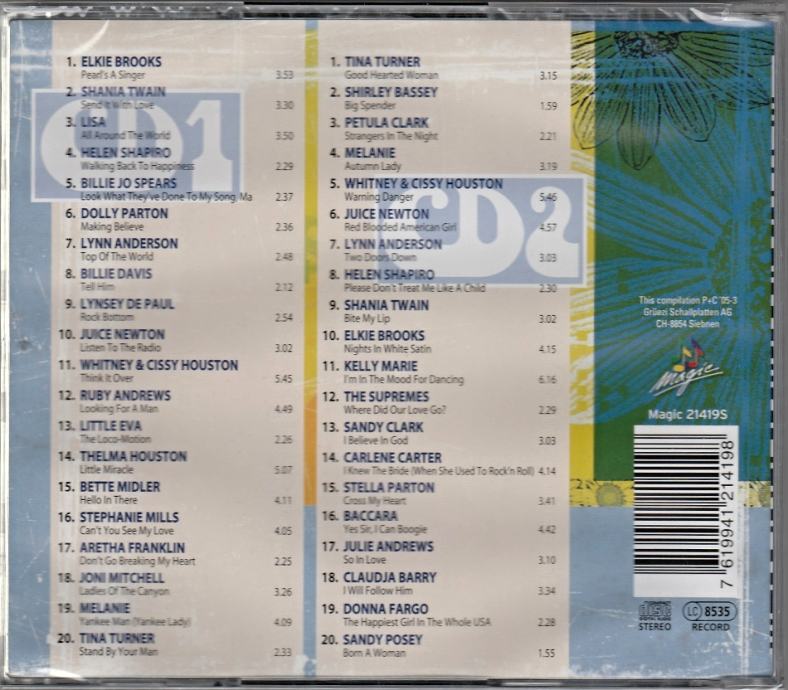 CD1
1. ELKIE BROOKS
Pearl's A Singer 3.53
2. SHANIA TWAIN
Send It With Love 3.30
3. LISA
All Around The World 3.50
4. HELEN SHAPIRO
Walking Back To Happiness 2.29
5. BILLIE JO SPEARS
Look What They've Done To My Song, Ma 2.37
6. DOLLY PARTON
Making Believe 2.36
7. LYNN ANDERSON
Top Of The World 2.48
8. BILLIE DAVIS
Tell Him 2.12
9. LYNSEY DE PAUL
Rock Bottom 2.54
10. JUICE NEWTON
Listen To The Radio 3.02
11. WHITNEY & CISSY HOUSTON
Think It Over 5.45
12. RUBY ANDREWS
Looking For A Man 4.49
13. LITTLE EVA
The Loco-Motion 2.26
14. THELMA HOUSTON
Little Miracle 5.07
15. BETTE MIDLER
Hello In There 4.11
16. STEPHANIE MILLS
Can't You See My Love 4.05
17. ARETHA FRANKLIN
Don't Go Breaking My Heart 2.25
18. JONI MITCHELL
Ladies Of The Canyon 3.26
19. MELANIE
Yankee Man (Yankee Lady) 4.09
20. TINA TURNER
Stand By Your Man 2.33
CD2
1. TINA TURNER
Good Hearted Woman 3.15
2. SHIRLEY BASSEY
Big Spender 1.59
3. PETULA CLARK
Strangers In The Night 2.21
4. MELANIE
Autumn Lady 3.19
5. WHITNEY & CISSY HOUSTON
Warning Danger 5.46
6. JUICE NEWTON
Red Blooded American Girl 4.57
7. LYNN ANDERSON
Two Doors Down 3.03
8. HELEN SHAPIRO
Please Don't Treat Me Like A Child 2.30
9. SHANIA TWAIN
Bite My Lip 3.02
10. ELKIE BROOKS
Nights In White Satin 4.15
11. KELLY MARIE
I'm In The Mood For Dancing 6.16
12. THE SUPREMES
Where Did Our Love Go? 2.29
13. SANDY CLARK
I Believe In God 3.03
14. CARLENE CARTER
I Knew The Bride (When She Used To Rock'n Roll) 4.14
15. STELLA PARTON
Cross My Heart 3.41
16. BACCARA
Yes Sir, I Can Boogie 4.42
17. JULIE ANDREWS
So In Love 3.10
18. CLAUDJA BARRY
I Will Follow Him 3.34
19. DONNA FARGO
The Happiest Girl In The Whole USA 2.28
20. SANDY POSEY
Born A Woman 1.55
This compilation P+C '05-3
Grüezi Schallplatten AG
CH-8854 Siebnen
Magic
Magic 21419S
7 619941 214198
COMPACT disc DIGITAL AUDIO
STEREO
LC 8535
RECORD